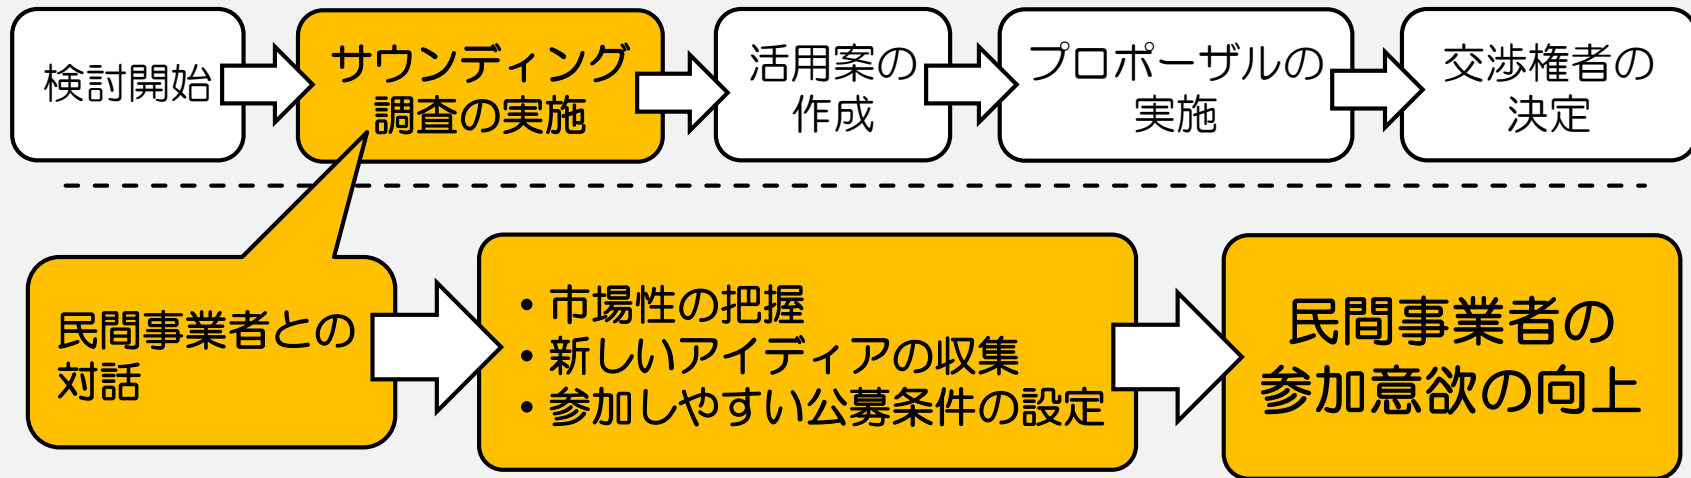 検討開始
サウンディング
調査の実施
活用案の
作成
プロポーザルの
実施
交渉権者の
決定
民間事業者との
対話
・市場性の把握
・新しいアイディアの収集
・参加しやすい公募条件の設定
民間事業者の
参加意欲の向上